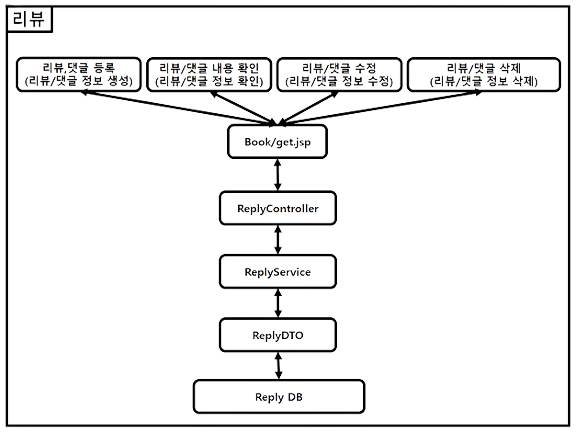 리뷰
리뷰,댓글 등록
(리뷰/댓글 정보 생성)
리뷰/댓글 내용 확인
(리뷰/댓글 정보 확인)
리뷰/댓글 수정
(리뷰/댓글 정보 수정)
리뷰/댓글 삭제
(리뷰/댓글 정보 삭제)
Book/get.jsp
ReplyController
ReplyService
ReplyDTO
Reply DB